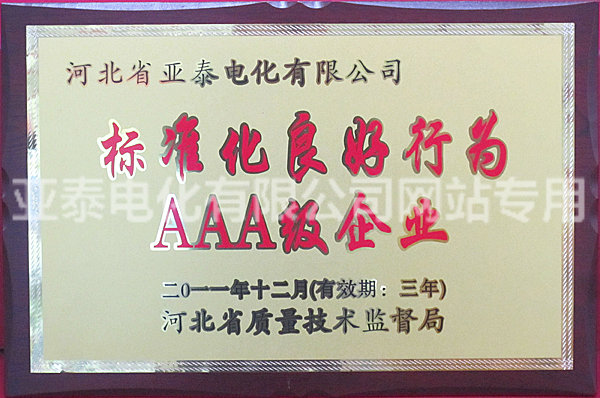 河北省亚泰电化有限公司
标准化良好行为
亚泰电化有限公司网站专用
AAA级企业
二0一一年十二月(有效期：三年)
河北省质量技术监督局